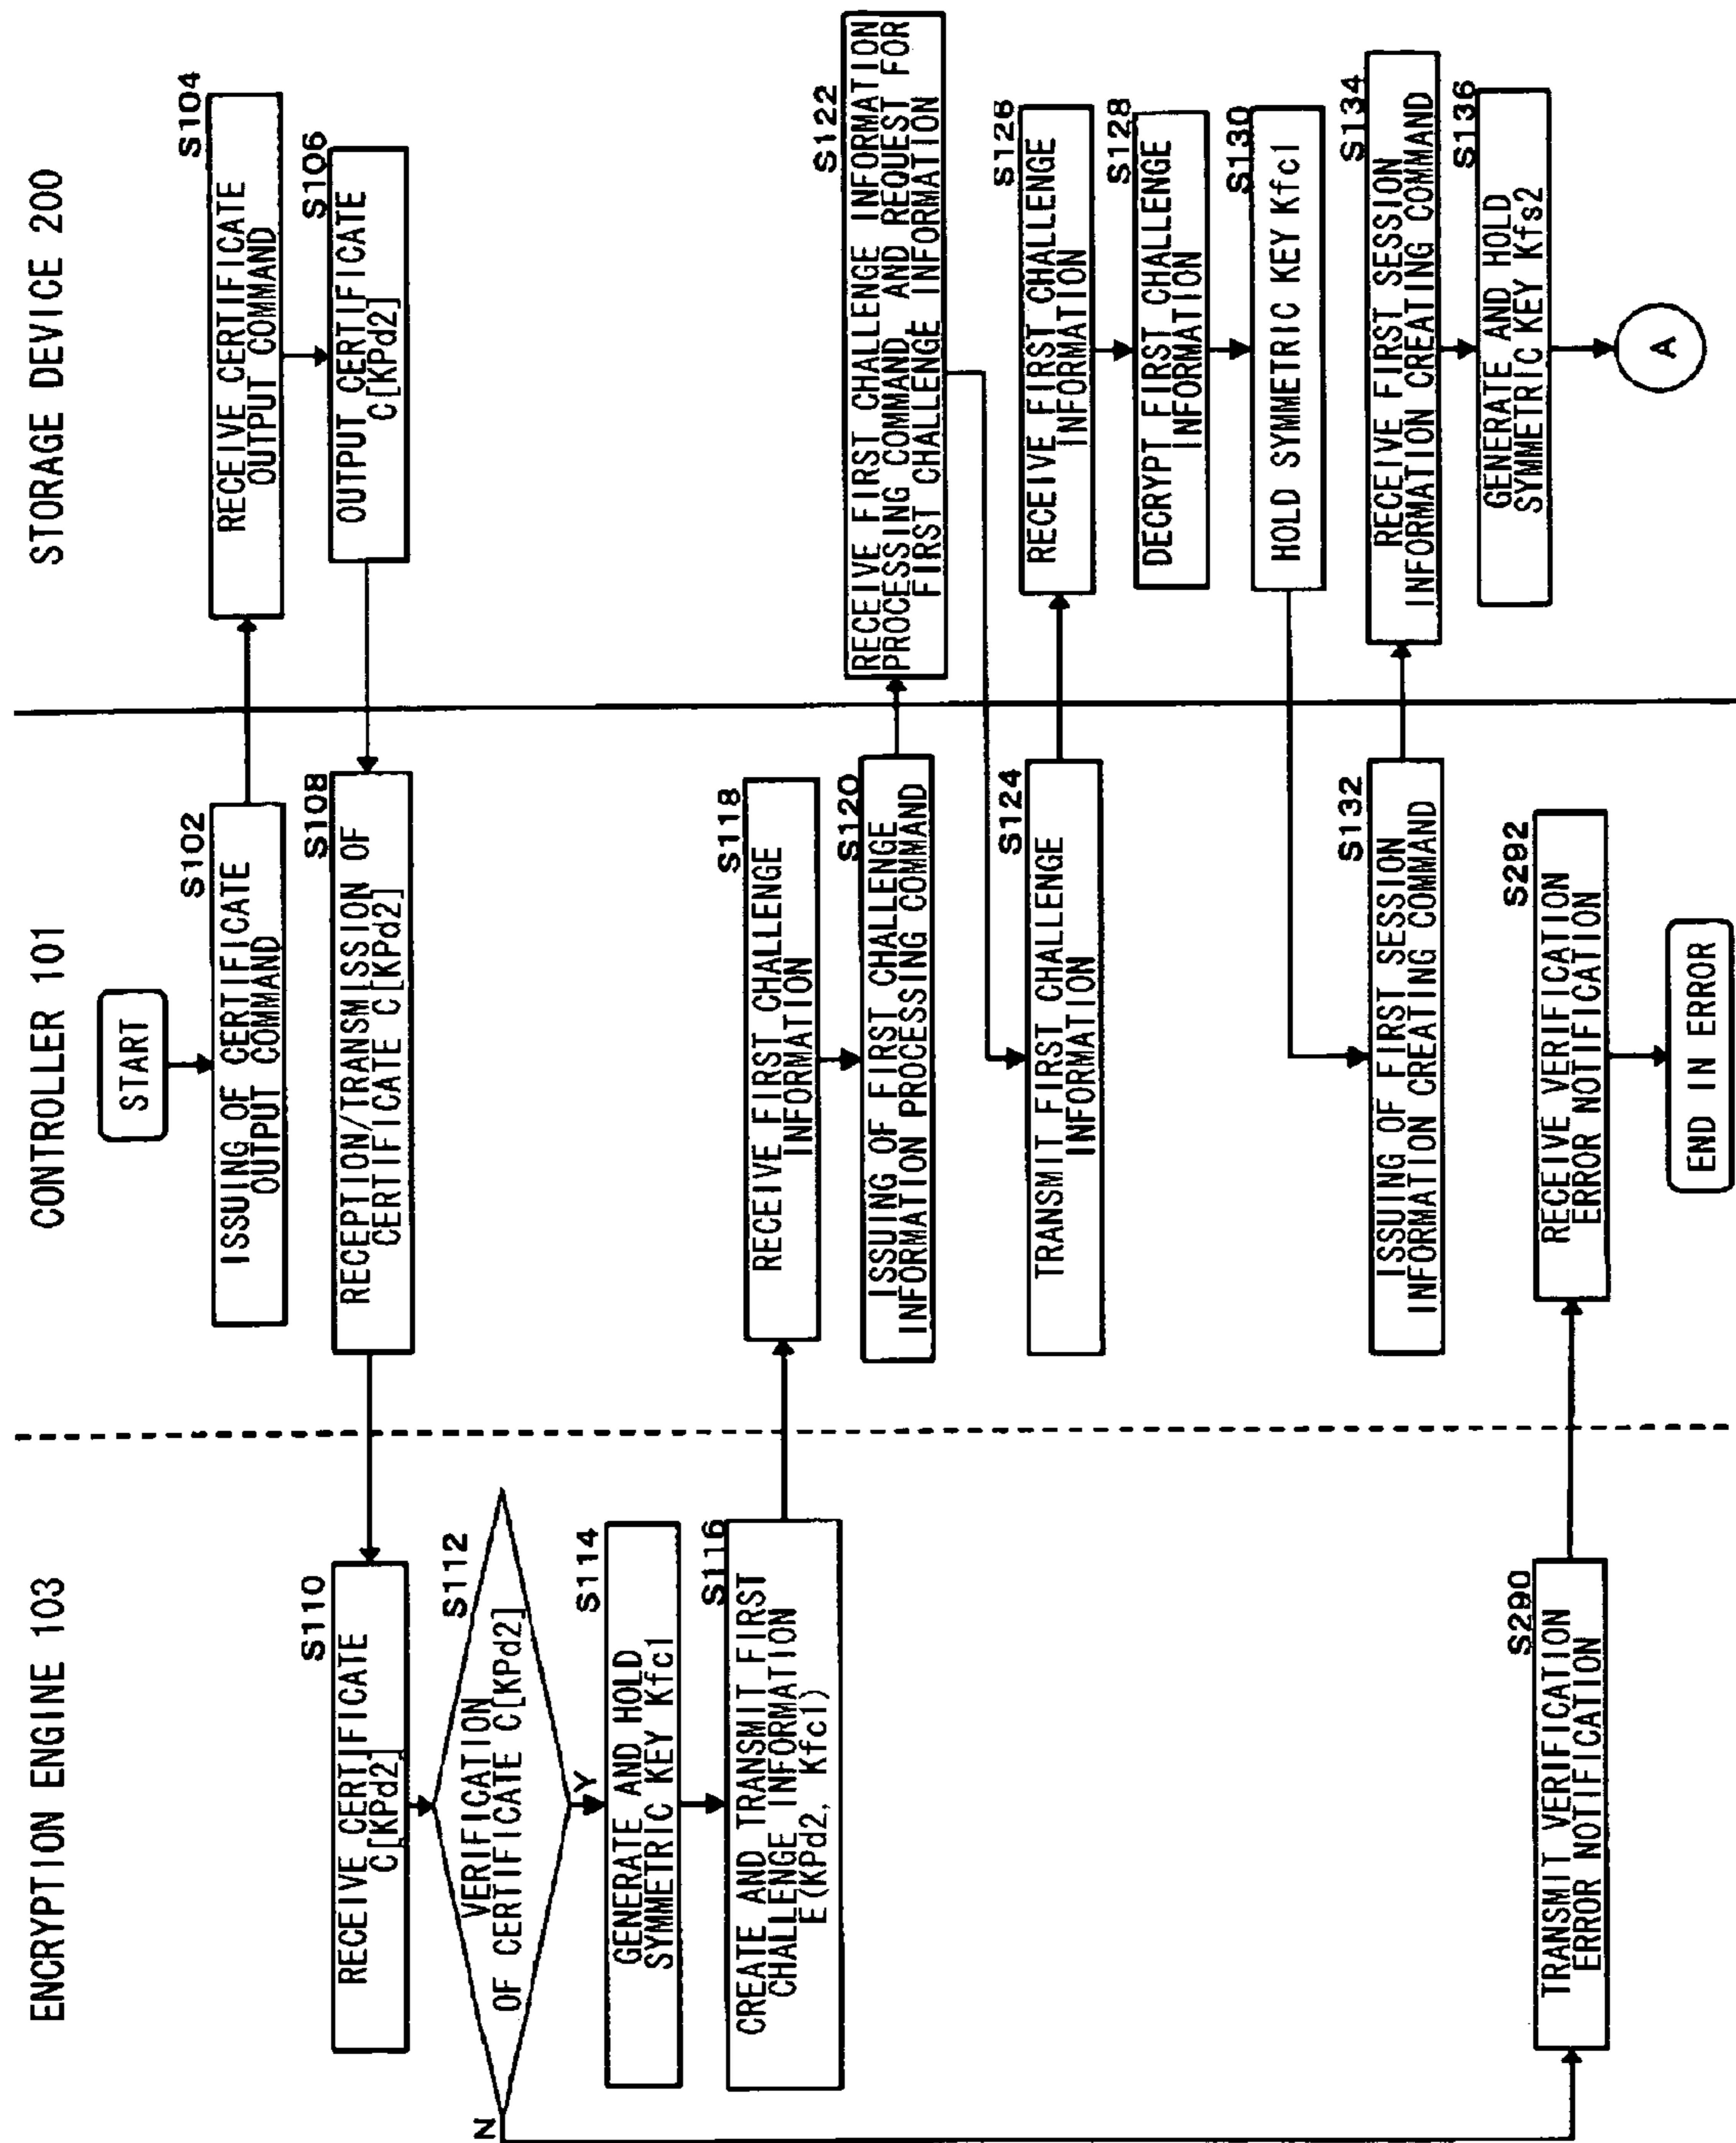 ENCRYPTION ENGINE 103
CONTROLLER 101
STORAGE DEVICE 200
START
S102
ISSUING OF CERTIFICATE
OUTPUT COMMAND
S104
RECEIVE CERTIFICATE
OUTPUT COMMAND
S106
OUTPUT CERTIFICATE
C[KPd2]
S108
RECEPTION/TRANSMISSION OF
CERTIFICATE C[KPd2]
S110
RECEIVE CERTIFICATE
C[KPd2]
S112
VERIFICATION
OF CERTIFICATE C[KPd2]
N
Y
S114
GENERATE AND HOLD
SYMMETRIC KEY Kfc1
S116
CREATE AND TRANSMIT FIRST
CHALLENGE INFORMATION
E(KPd2, Kfc1)
S118
RECEIVE FIRST CHALLENGE
INFORMATION
S120
ISSUING OF FIRST CHALLENGE
INFORMATION PROCESSING COMMAND
S122
RECEIVE FIRST CHALLENGE INFORMATION
PROCESSING COMMAND AND REQUEST FOR
FIRST CHALLENGE INFORMATION
S124
TRANSMIT FIRST CHALLENGE
INFORMATION
S126
RECEIVE FIRST CHALLENGE
INFORMATION
S128
DECRYPT FIRST CHALLENGE
INFORMATION
S130
HOLD SYMMETRIC KEY Kfc1
S132
ISSUING OF FIRST SESSION
INFORMATION CREATING COMMAND
S134
RECEIVE FIRST SESSION
INFORMATION CREATING COMMAND
S136
GENERATE AND HOLD
SYMMETRIC KEY Kfs2
A
S290
TRANSMIT VERIFICATION
ERROR NOTIFICATION
S292
RECEIVE VERIFICATION
ERROR NOTIFICATION
END IN ERROR